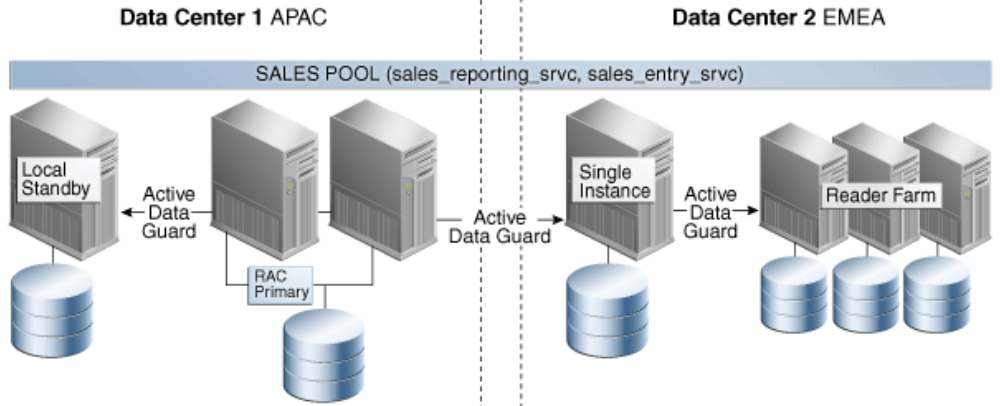 Data Center 1 APAC
Data Center 2 EMEA
SALES POOL (sales_reporting_srvc, sales_entry_srvc)
Local
Standby
Active
Data
Guard
RAC
Primary
Active
Data Guard
Single
Instance
Active
Data
Guard
Reader Farm